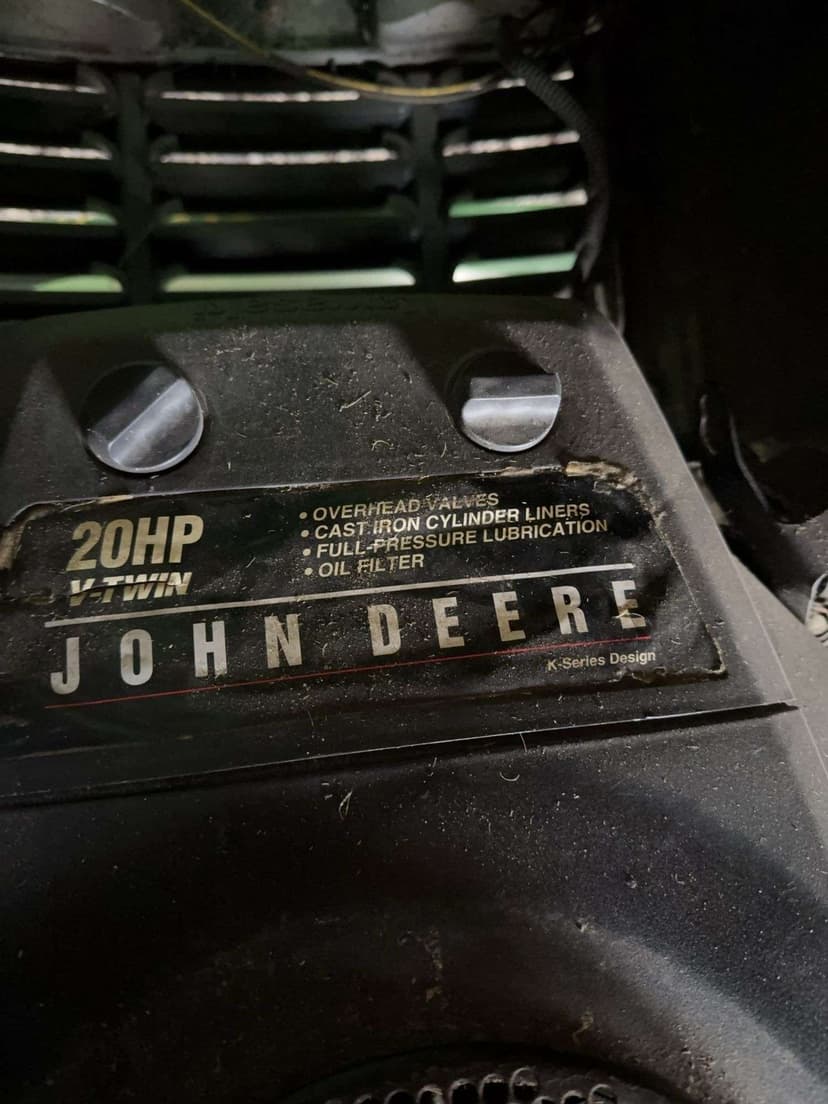 20HP
V-TWIN
• OVERHEAD VALVES
• CAST IRON CYLINDER LINERS
• FULL-PRESSURE LUBRICATION
• OIL FILTER
JOHN DEERE
K-Series Design